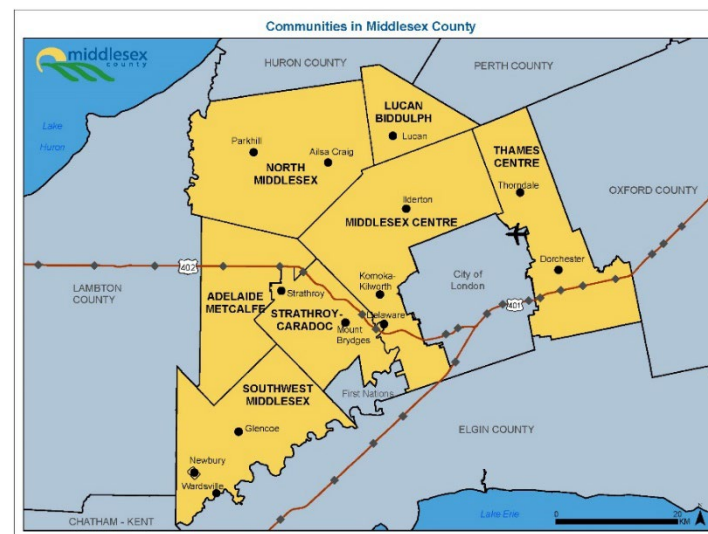 Communities in Middlesex County
middlesex
county
HURON COUNTY
PERTH COUNTY
Lake
Huron
LUCAN
BIDDULPH
Lucan
Parkhill
Ailsa Craig
NORTH
MIDDLESEX
THAMES
CENTRE
Thorndale
OXFORD COUNTY
Ilderton
MIDDLESEX CENTRE
Dorchester
402
Komoka-
Kilworth
City of
London
LAMBTON
COUNTY
ADELAIDE
METCALFE
Strathroy
STRATHROY-
CARADOC
Mount
Brydges
Delaware
401
SOUTHWEST
MIDDLESEX
First Nations
Glencoe
ELGIN COUNTY
Newbury
Wardsville
CHATHAM - KENT
Lake Erie
0
20
KM